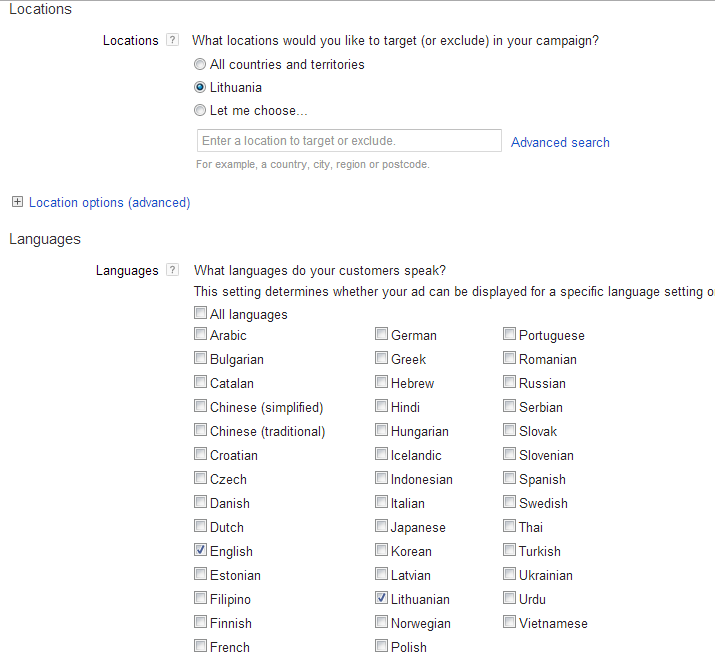 Locations
Locations ? What locations would you like to target (or exclude) in your campaign?
All countries and territories
Lithuania
Let me choose...
Enter a location to target or exclude.
Advanced search
For example, a country, city, region or postcode.
Location options (advanced)
Languages
Languages ? What languages do your customers speak?
This setting determines whether your ad can be displayed for a specific language setting
All languages
Arabic German Portuguese
Bulgarian Greek Romanian
Catalan Hebrew Russian
Chinese (simplified) Hindi Serbian
Chinese (traditional) Hungarian Slovak
Croatian Icelandic Slovenian
Czech Indonesian Spanish
Danish Italian Swedish
Dutch Japanese Thai
English Korean Turkish
Estonian Latvian Ukrainian
Filipino Lithuanian Urdu
Finnish Norwegian Vietnamese
French Polish